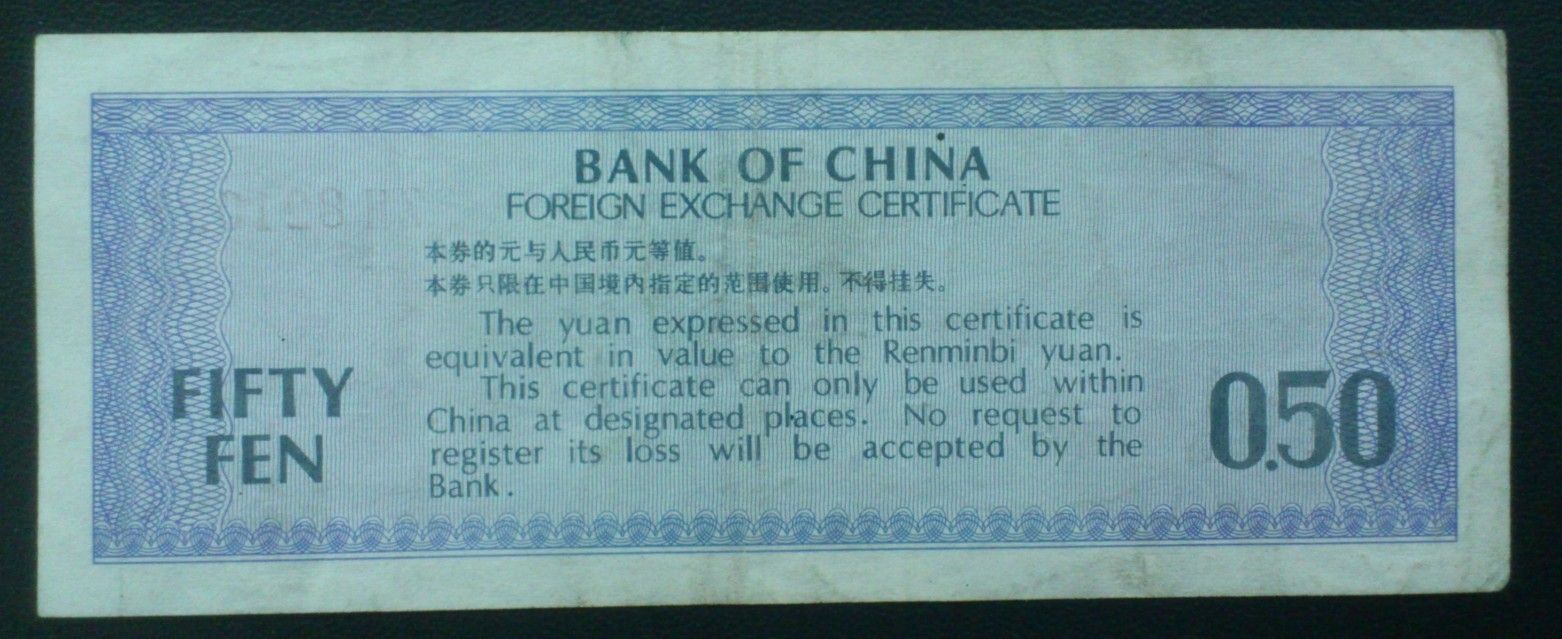 BANK OF CHINA
FOREIGN EXCHANGE CERTIFICATE
本券的元与人民币元等值。
本券只限在中国境内指定的范围使用。不得挂失。
The yuan expressed in this certificate is
equivalent in value to the Renminbi yuan.
This certificate can only be used within
China at designated places. No request to
register its loss will be accepted by the
Bank.
FIFTY
FEN
0.50